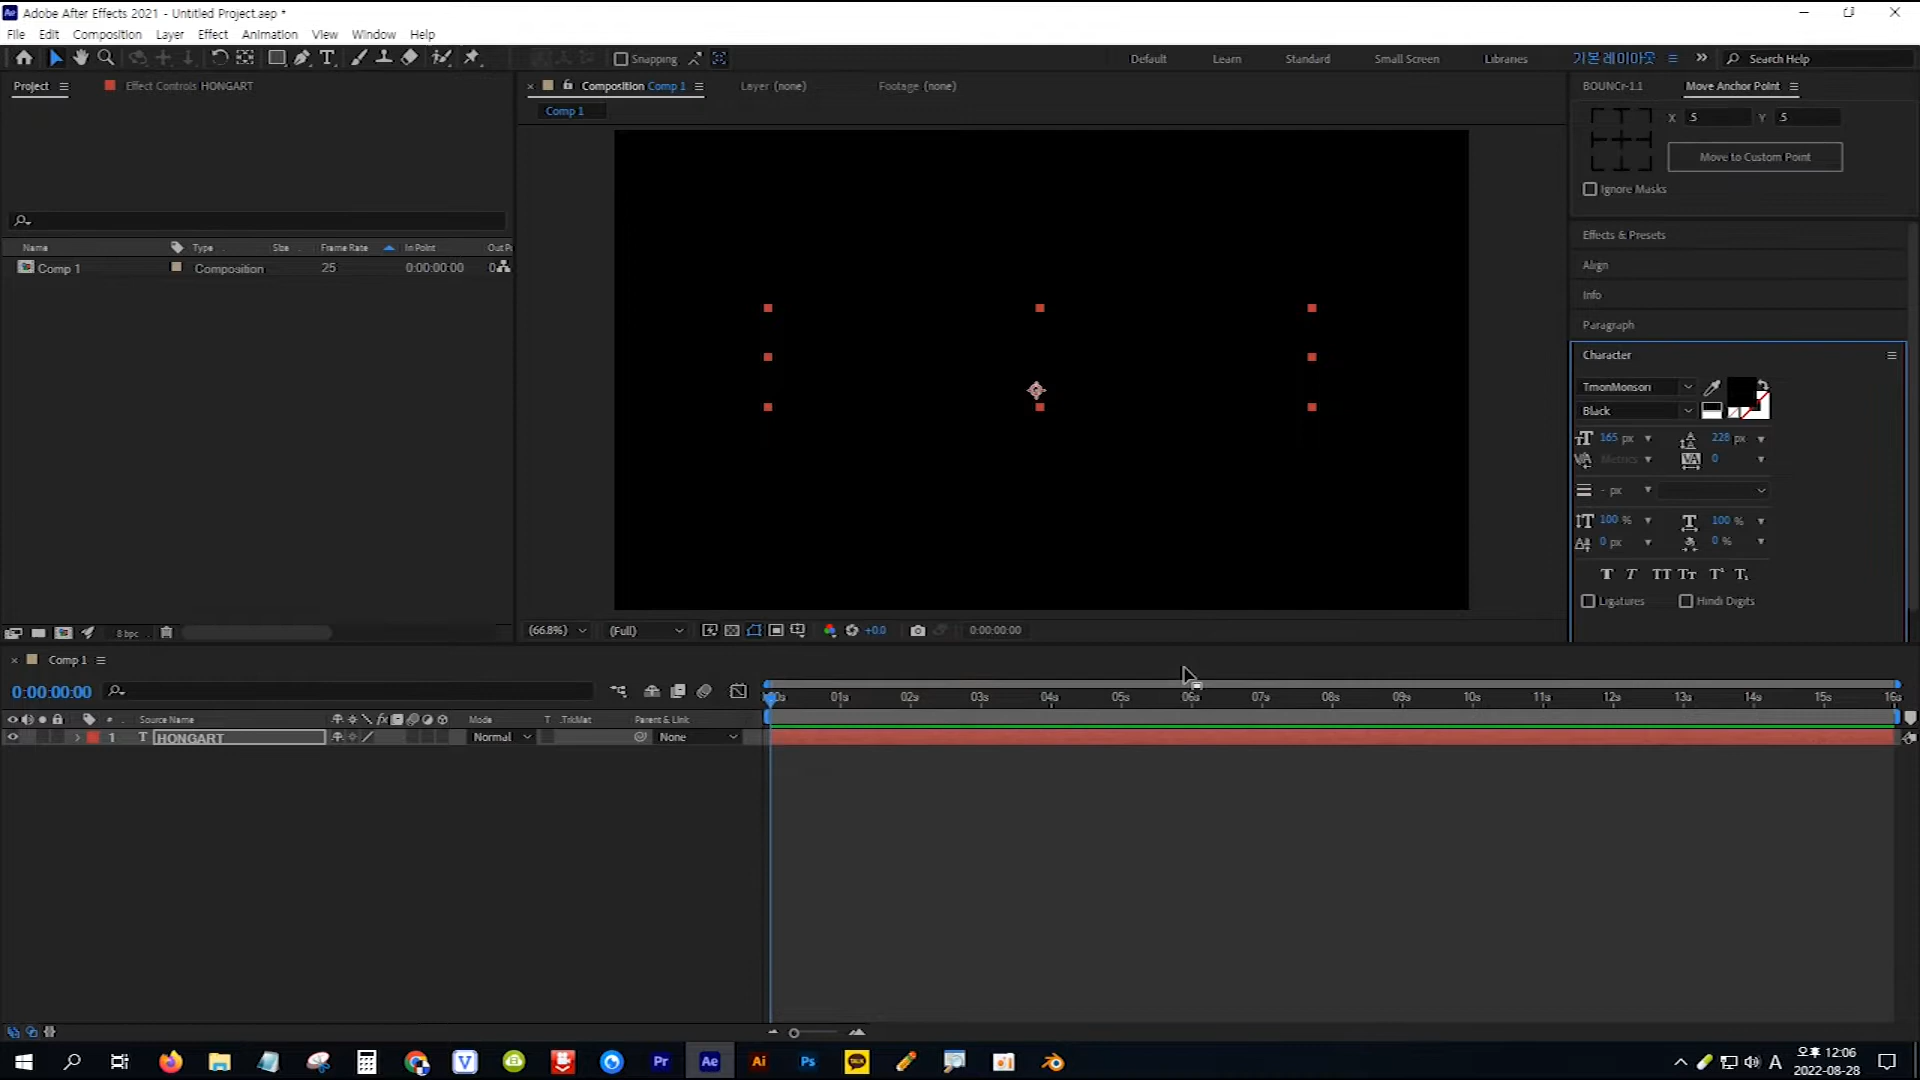 Adobe After Effects 2021 - Untitled Project.aep *
File Edit Composition Layer Effect Animation View Window Help
Snapping
Default Learn Standard Small Screen Libraries 기본 레이아웃 Search Help
Project Effect Controls HONGART
Composition Comp 1 Layer (none) Footage (none)
BOUNCr-1.1 Move Anchor Point
Comp 1
X .5 Y .5
Move to Custom Point
Ignore Masks
Name Type Size Frame Rate In Point Out P
Comp 1 Composition 25 0:00:00:00 0
Effects & Presets
Align
Info
Paragraph
Character
TmonMonsori
Black
165 px 228 px
Metrics 0
- px
100 % 100 %
0 px 0 %
Ligatures Hindi Digits
8 bpc
(66.8%) (Full) +0.0 0:00:00:00
Comp 1
0:00:00:00
01s 02s 03s 04s 05s 06s 07s 08s 09s 10s 11s 12s 13s 14s 15s 16s
# Source Name Mode T .TrkMat Parent & Link
1 T HONGART Normal None
Pr Ae Ai Ps TALK
A 오후 12:06
2022-08-28